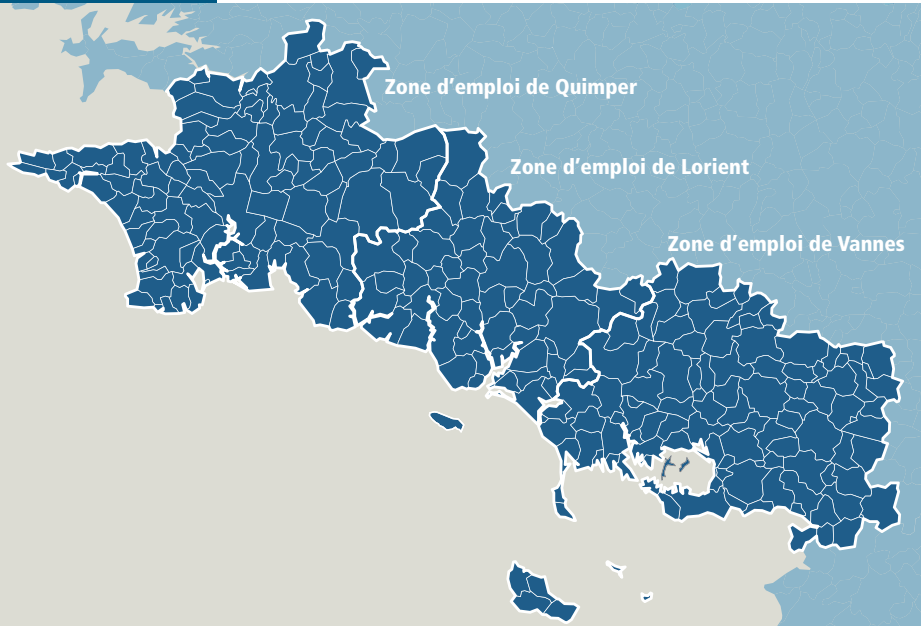 Zone d’emploi de Quimper
Zone d’emploi de Lorient
Zone d’emploi de Vannes